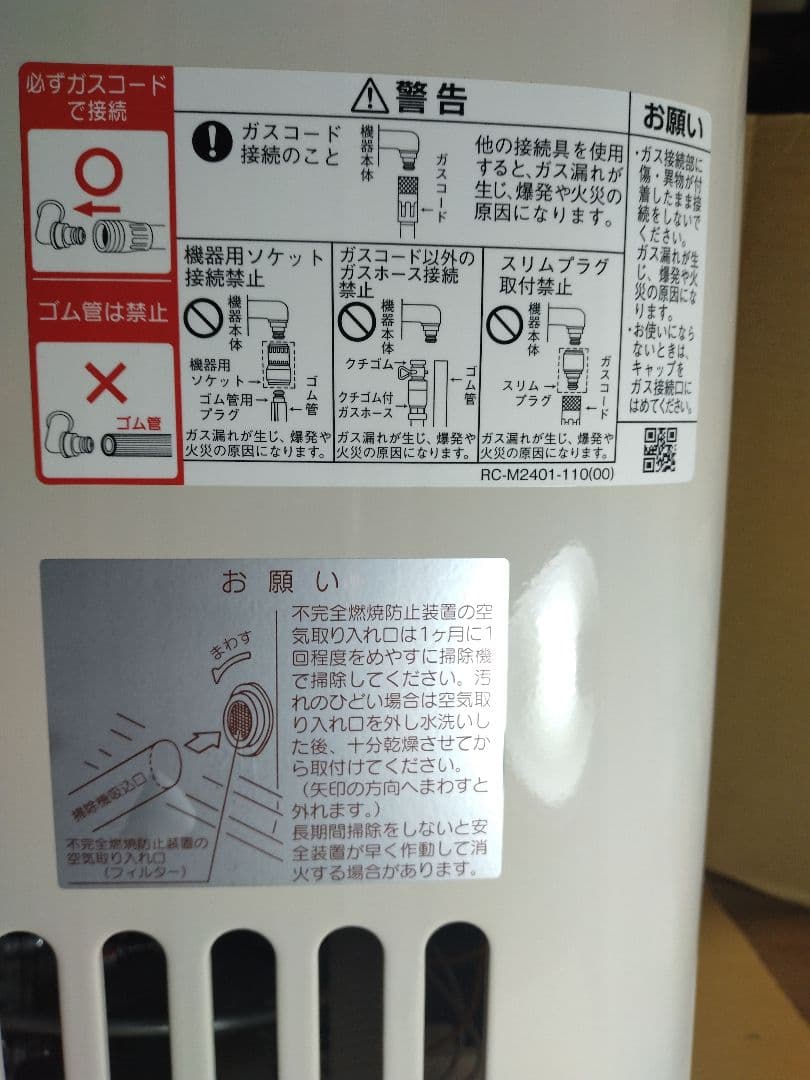 必ずガスコード
で接続
ゴム管は禁止
ゴム管
警告
ガスコード
接続のこと
機器本体
ガスコード
他の接続具を使用
すると、ガス漏れが
生じ、爆発や火災の
原因になります。
機器用ソケット
接続禁止
機器本体
機器用
ソケット
ゴム管用
プラグ
ゴム管
ガス漏れが生じ、爆発や
火災の原因になります。
ガスコード以外の
ガスホース接続
禁止
機器本体
クチゴム
クチゴム付
ガスホース
ゴム管
ガス漏れが生じ、爆発や
火災の原因になります。
スリムプラグ
取付禁止
機器本体
スリム
プラグ
ガスコード
ガス漏れが生じ、爆発や
火災の原因になります。
お願い
・ガス接続部に
傷・異物が付
着したまま接
続をしないで
ください。
ガス漏れが生
じ、爆発や火
災の原因にな
ります。
・お使いになら
ないときは、
キャップを
ガス接続口に
はめてください。
RC-M2401-110(00)
お願い
まわす
掃除機吸込口
不完全燃焼防止装置の
空気取り入れ口
(フィルター)
不完全燃焼防止装置の空
気取り入れ口は1ヶ月に1
回程度をめやすに掃除機
で掃除してください。汚
れのひどい場合は空気取
り入れ口を外し水洗いし
た後、十分乾燥させてか
ら取付けてください。
(矢印の方向へまわすと
外れます。)
長期間掃除をしないと安
全装置が早く作動して消
火する場合があります。